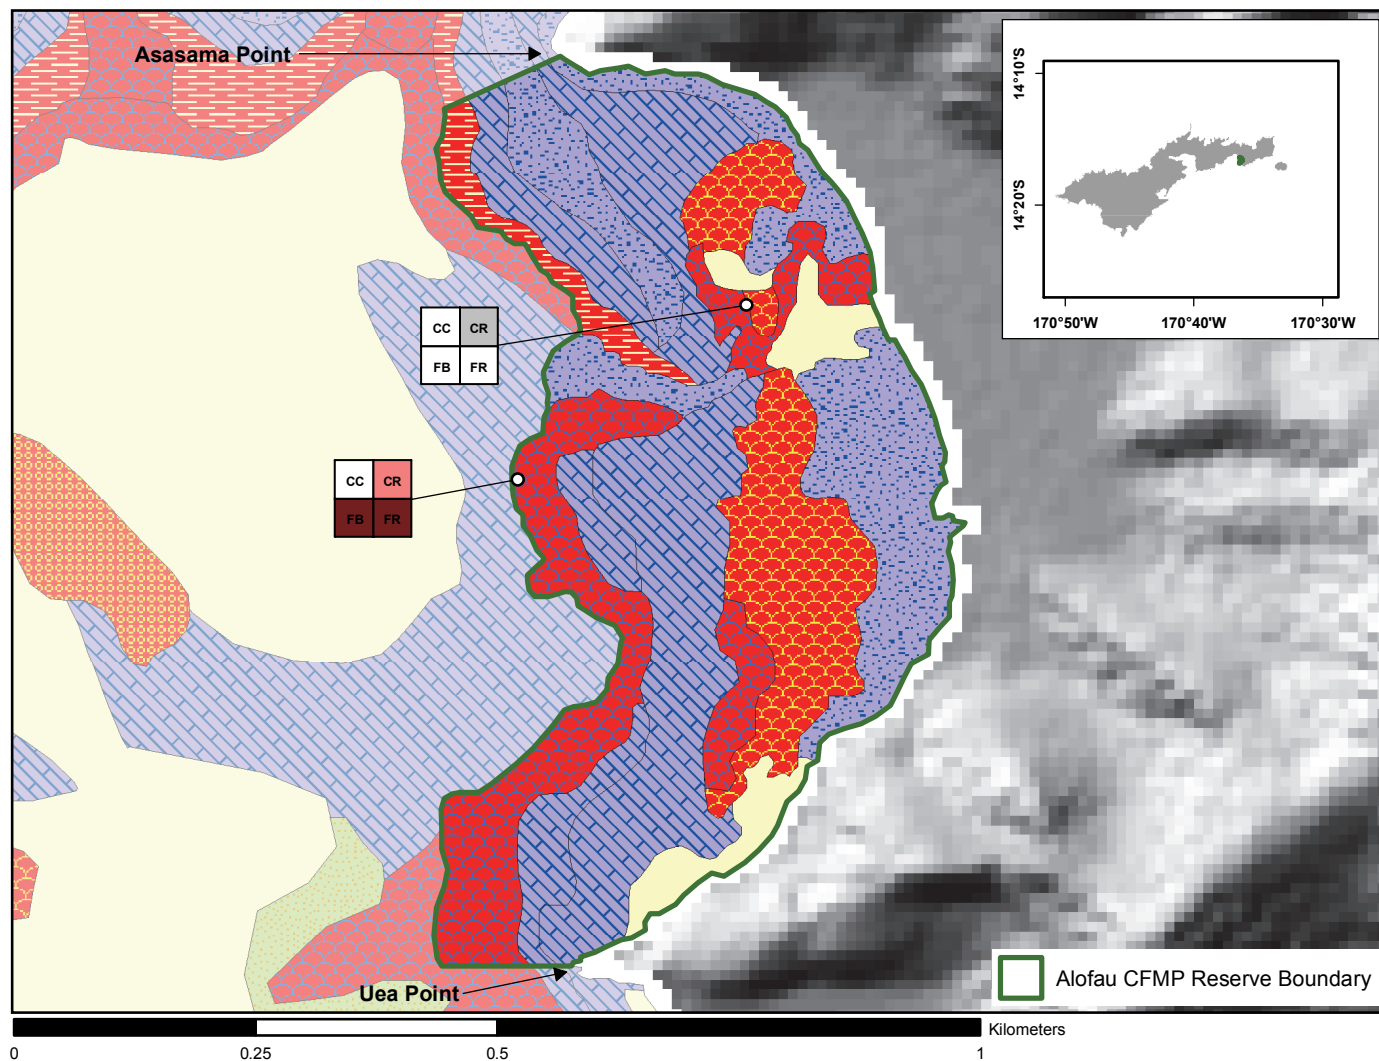 Asasama Point
14°10'S
14°20'S
170°50'W 170°40'W 170°30'W
CC CR
FB FR
CC CR
FB FR
Uea Point
Alofau CFMP Reserve Boundary
Kilometers
0 0.25 0.5 1